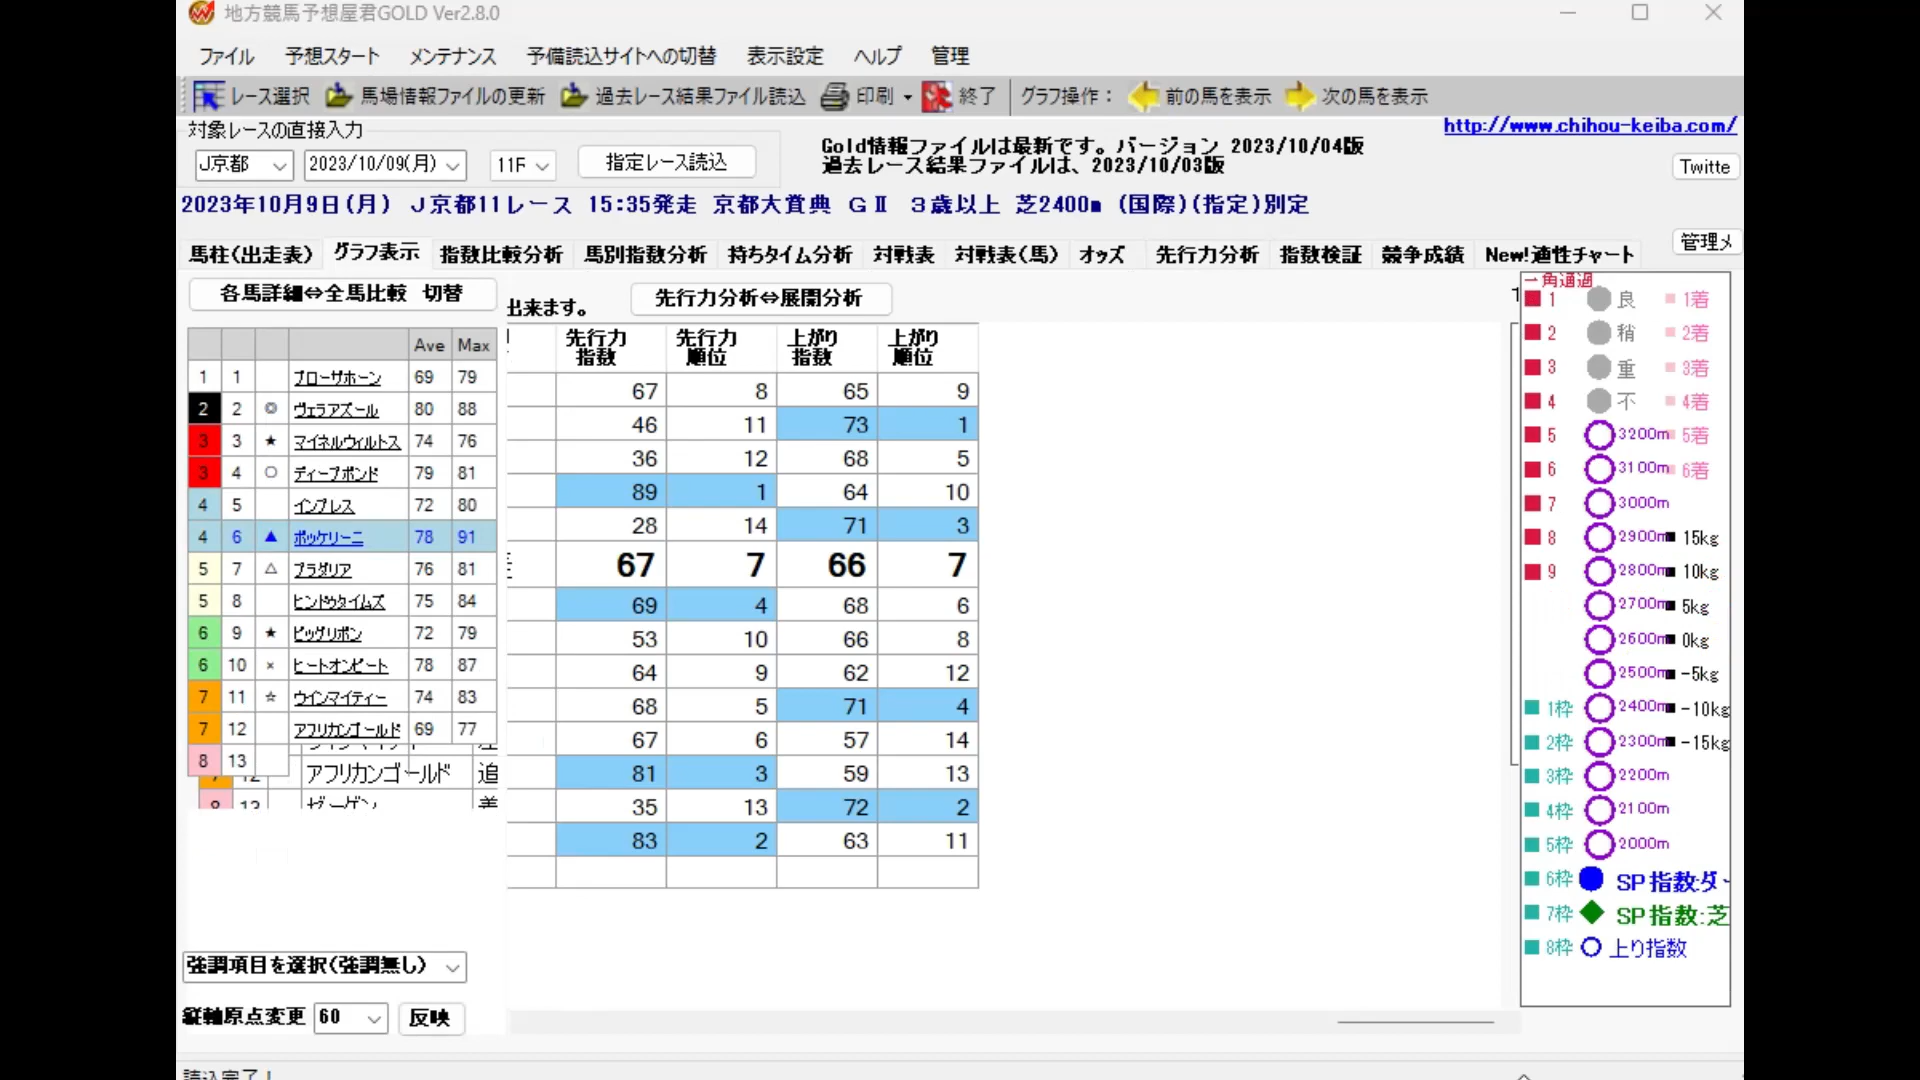 地方競馬予想屋君GOLD Ver2.8.0
ファイル 予想スタート メンテナンス 予備読込サイトへの切替 表示設定 ヘルプ 管理
レース選択 馬場情報ファイルの更新 過去レース結果ファイル読込 印刷 終了 グラフ操作： 前の馬を表示 次の馬を表示
対象レースの直接入力
http://www.chihou-keiba.com/
J京都 2023/10/09(月) 11R 指定レース読込
Gold情報ファイルは最新です。バージョン 2023/10/04版
過去レース結果ファイルは、2023/10/03版
Twitte
2023年10月9日(月) J京都11レース 15:35発走 京都大賞典 GⅡ 3歳以上 芝2400m (国際)(指定)別定
管理メ
馬柱(出走表) グラフ表示 指数比較分析 馬別指数分析 持ちタイム分析 対戦表 対戦表(馬) オッズ 先行力分析 指数検証 競争成績 New!適性チャート
各馬詳細⇔全馬比較 切替
出来ます。 先行力分析⇔展開分析
Ave Max
1 1 ブローザホーン 69 79
2 2 ◎ ヴェラアズール 80 88
3 3 ★ マイネルウィルトス 74 76
3 4 ○ ディープボンド 79 81
4 5 インプレス 72 80
4 6 ▲ ボッケリーニ 78 91
5 7 △ プラダリア 76 81
5 8 ヒンドゥタイムズ 75 84
6 9 ★ ビッグリボン 72 79
6 10 × ヒートオンビート 78 87
7 11 ☆ ウインマイティー 74 83
7 12 アフリカンゴールド 69 77
8 13
アフリカンゴールド 追
先行力指数 先行力順位 上がり指数 上がり順位
67 8 65 9
46 11 73 1
36 12 68 5
89 1 64 10
28 14 71 3
67 7 66 7
69 4 68 6
53 10 66 8
64 9 62 12
68 5 71 4
67 6 57 14
81 3 59 13
35 13 72 2
83 2 63 11
一角通過
1 良 1着
2 稍 2着
3 重 3着
4 不 4着
5 3200m 5着
6 3100m 6着
7 3000m
8 2900m 15kg
9 2800m 10kg
2700m 5kg
2600m 0kg
2500m -5kg
1枠 2400m -10kg
2枠 2300m -15kg
3枠 2200m
4枠 2100m
5枠 2000m
6枠 SP指数:ダ
7枠 SP指数:芝
8枠 上り指数
強調項目を選択(強調無し)
縦軸原点変更 60 反映
読込完了！